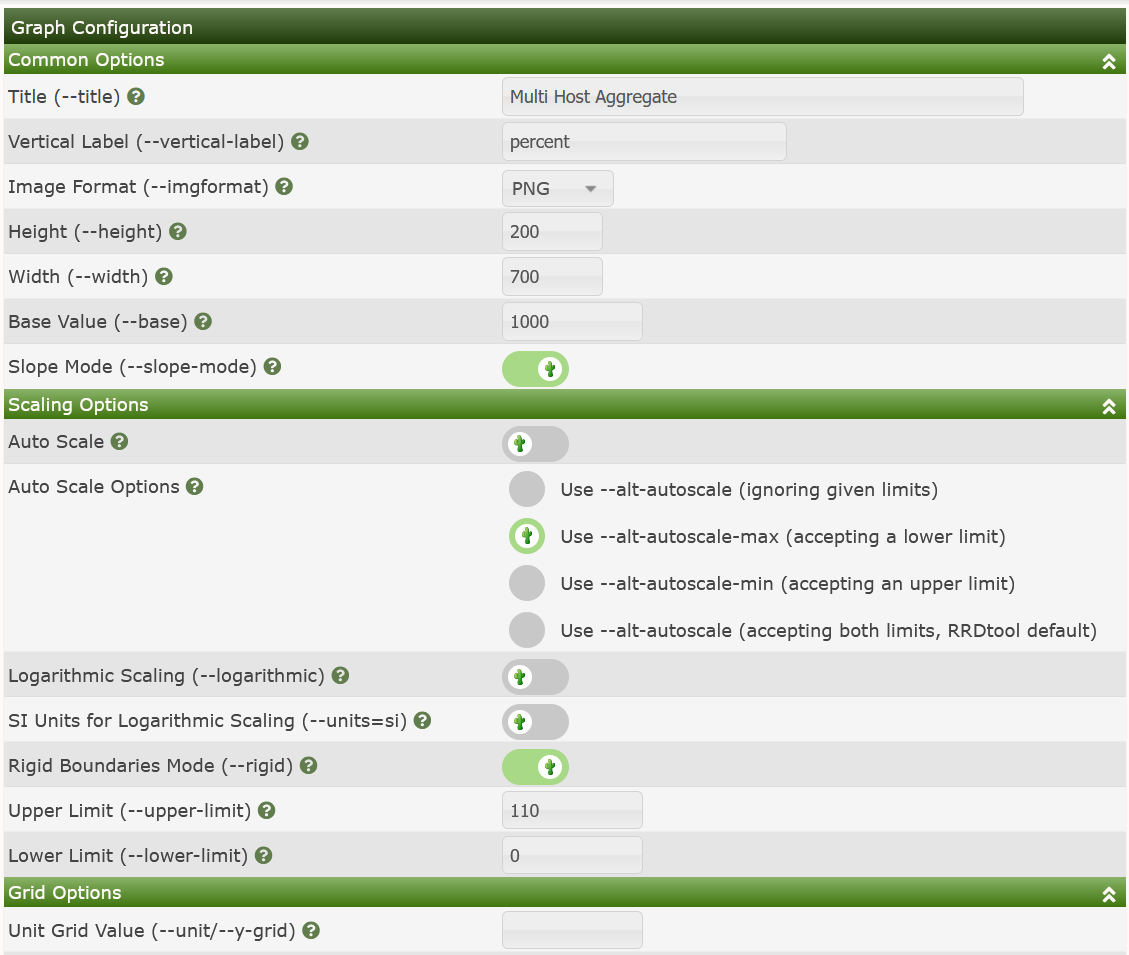 Graph Configuration
Common Options
Title (--title)
Multi Host Aggregate
Vertical Label (--vertical-label)
percent
Image Format (--imgformat)
PNG
Height (--height)
200
Width (--width)
700
Base Value (--base)
1000
Slope Mode (--slope-mode)
Scaling Options
Auto Scale
Auto Scale Options
Use --alt-autoscale (ignoring given limits)
Use --alt-autoscale-max (accepting a lower limit)
Use --alt-autoscale-min (accepting an upper limit)
Use --alt-autoscale (accepting both limits, RRDtool default)
Logarithmic Scaling (--logarithmic)
SI Units for Logarithmic Scaling (--units=si)
Rigid Boundaries Mode (--rigid)
Upper Limit (--upper-limit)
110
Lower Limit (--lower-limit)
0
Grid Options
Unit Grid Value (--unit/--y-grid)